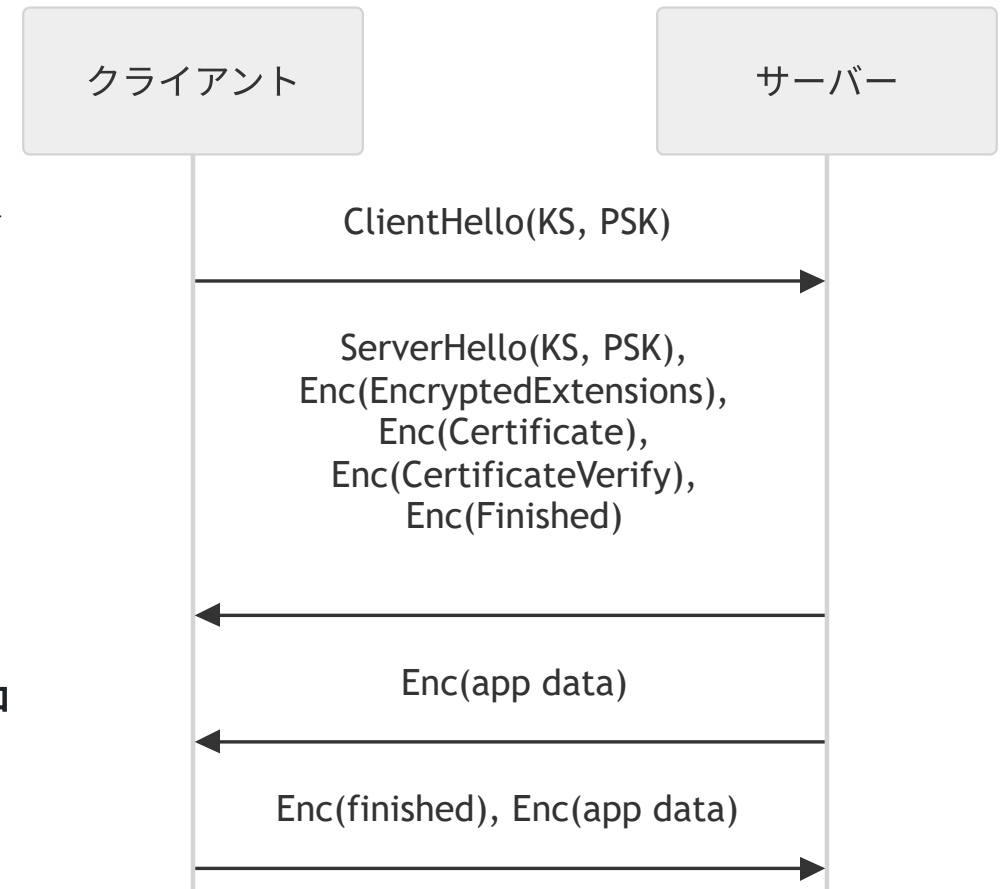 クライアント
サーバー
ClientHello(KS, PSK)
ServerHello(KS, PSK),
Enc(EncryptedExtensions),
Enc(Certificate),
Enc(CertificateVerify),
Enc(Finished)
Enc(app data)
Enc(finished), Enc(app data)